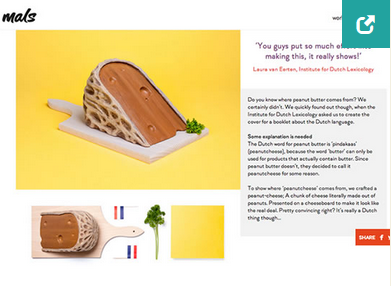 mals
'You guys put so much
making this, it really shows!'
Laura van Eerten, Institute for Dutch Lexicology
Do you know where peanut butter comes from? We
certainly didn't. We quickly found out though, when the
Institute for Dutch Lexicology asked us to create the
cover for a booklet about the Dutch language.
Some explanation is needed
The Dutch word for peanut butter is 'pindakaas'
(peanutcheese), because the word 'butter' can only be
used for products that actually contain butter. Since
peanut butter doesn't, they decided to call it
peanutcheese for some reason.
To show where 'peanutcheese' comes from, we crafted a
peanut-cheese; A chunk of cheese literally made out of
peanuts. Presented on a cheeseboard to make it look like
the real deal. Pretty convincing right? It's really a Dutch
thing though...
SHARE